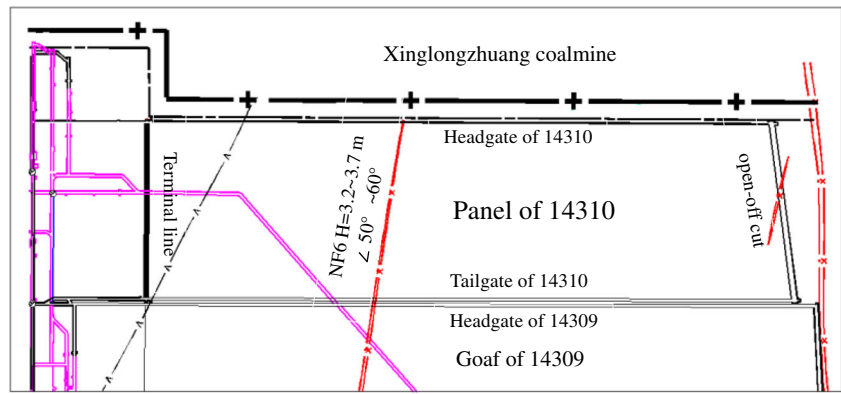 Xinglongzhuang coalmine
Headgate of 14310
Terminal line
NF6 H=3.2~3.7 m
∠ 50° ~60°
Panel of 14310
open-off cut
Tailgate of 14310
Headgate of 14309
Goaf of 14309